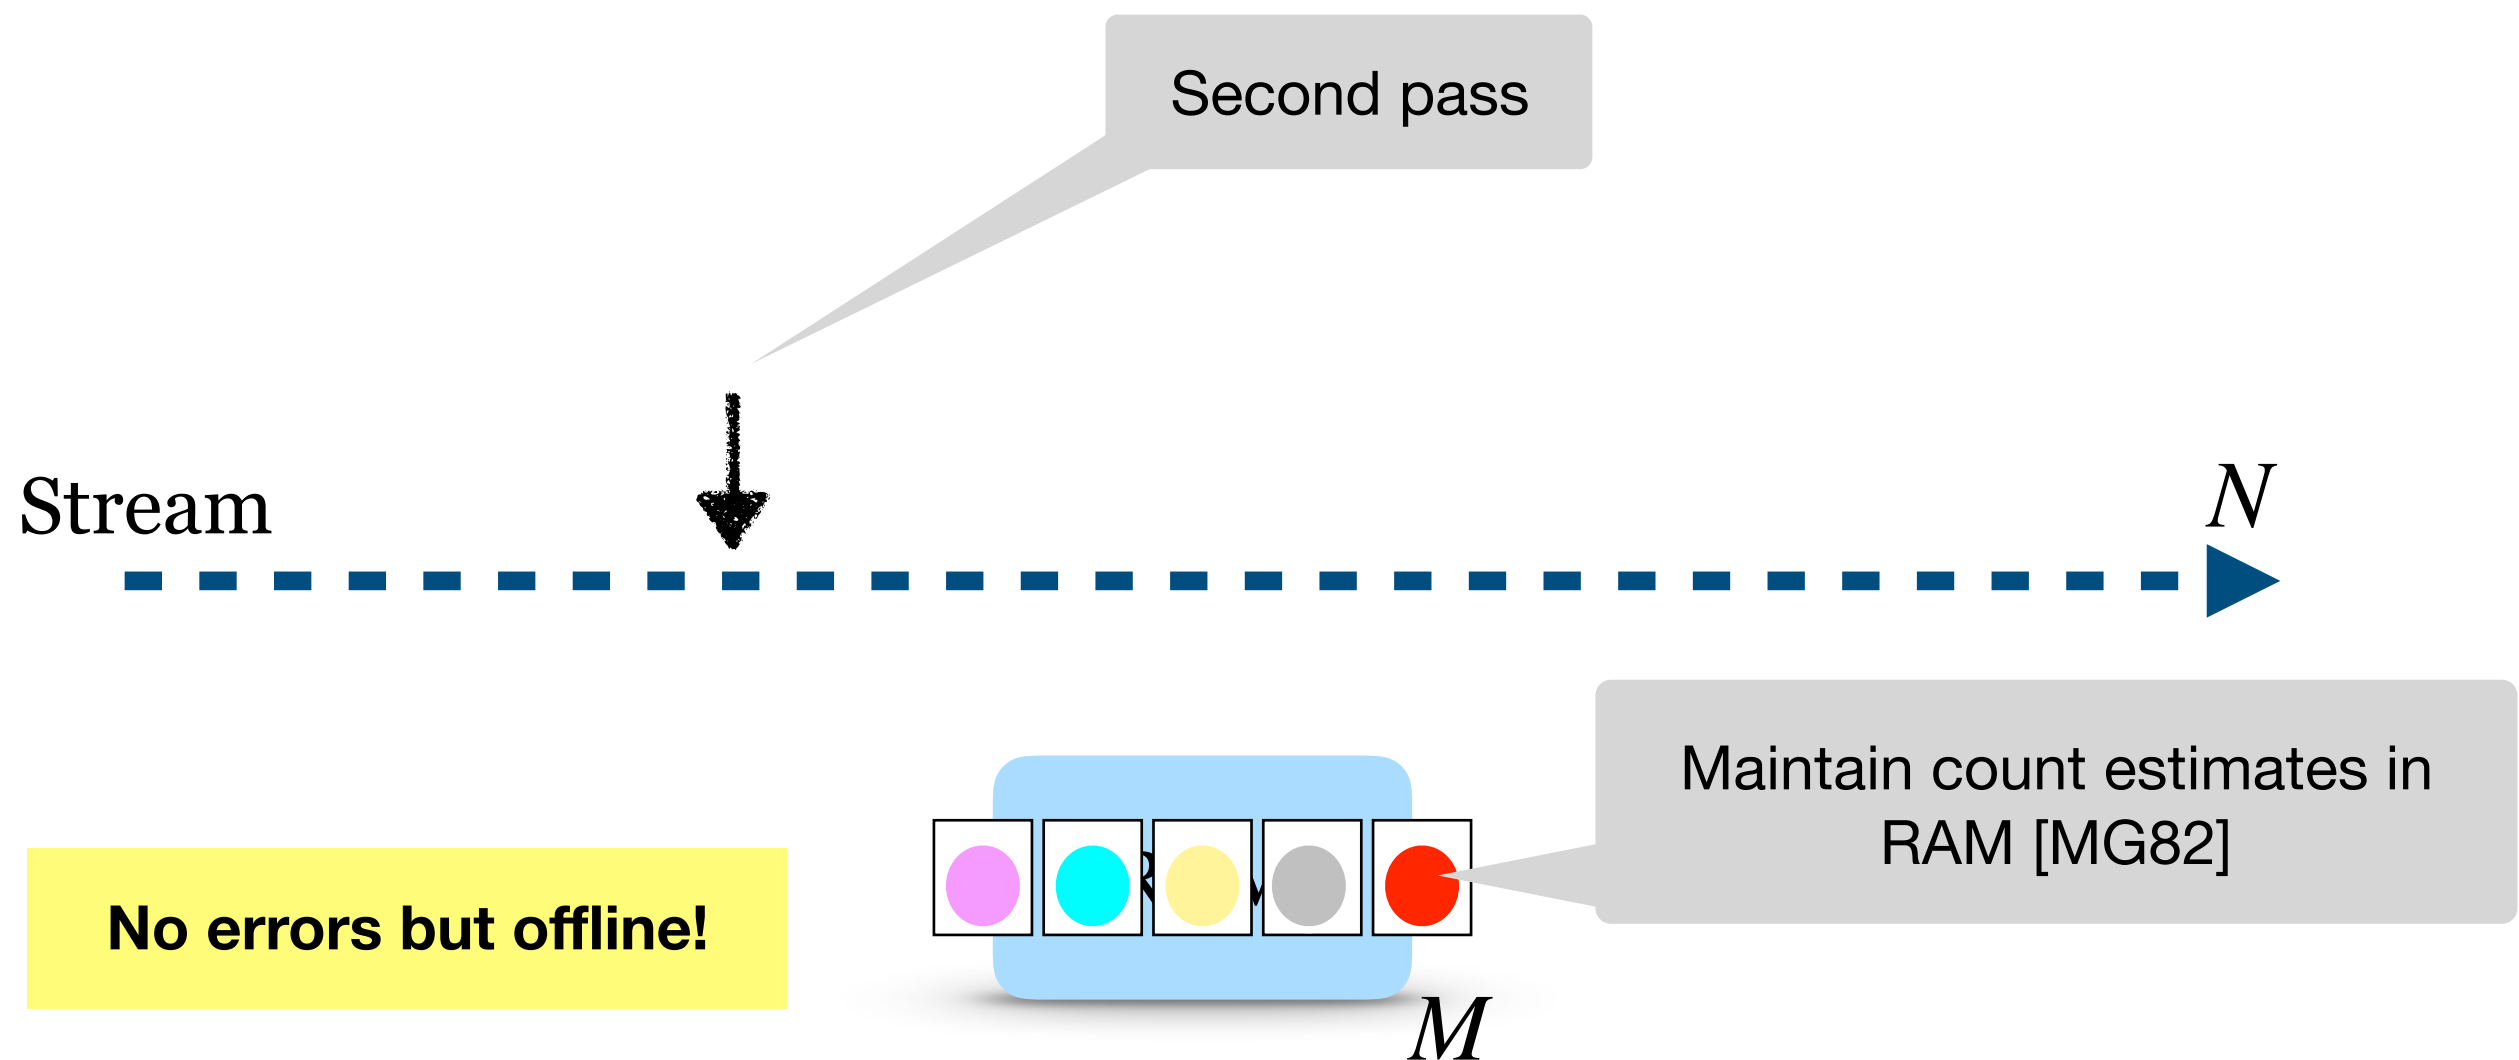 Second pass
Stream
N
Maintain count estimates in
RAM [MG82]
No errors but offline!
M